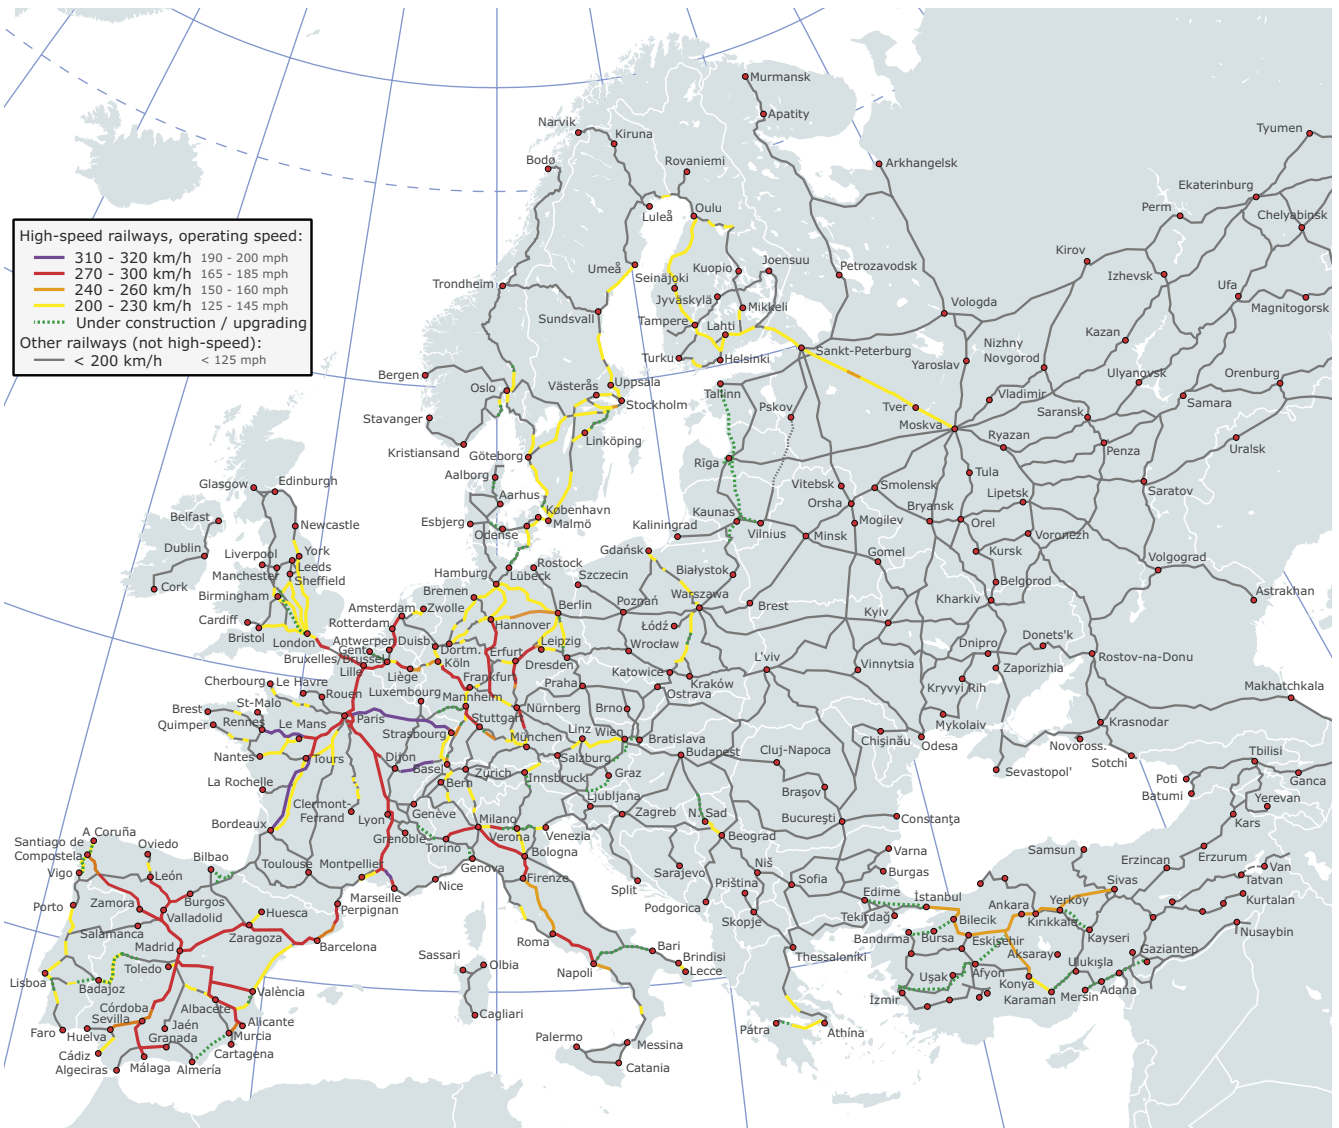 Murmansk
Apatity
Narvik
Kiruna
Tyumen
Bodø
Rovaniemi
Arkhangelsk
Ekaterinburg
Perm
Chelyabinsk
Luleå
Oulu
High-speed railways, operating speed:
310 - 320 km/h 190 - 200 mph
270 - 300 km/h 165 - 185 mph
240 - 260 km/h 150 - 160 mph
200 - 230 km/h 125 - 145 mph
Under construction / upgrading
Other railways (not high-speed):
< 200 km/h < 125 mph
Kirov
Umeå
Seinäjoki
Kuopio
Joensuu
Petrozavodsk
Izhevsk
Ufa
Trondheim
Jyväskylä
Mikkeli
Vologda
Magnitogorsk
Sundsvall
Tampere
Lahti
Kazan
Turku
Helsinki
Sankt-Peterburg
Nizhny
Novgorod
Yaroslav
Bergen
Oslo
Västerås
Uppsala
Stockholm
Tallinn
Ulyanovsk
Orenburg
Stavanger
Pskov
Tver
Vladimir
Samara
Moskva
Saransk
Kristiansand
Göteborg
Linköping
Ryazan
Penza
Uralsk
Rīga
Aalborg
Tula
Glasgow
Edinburgh
Vitebsk
Smolensk
Lipetsk
Saratov
Aarhus
Orsha
Bryansk
Belfast
Newcastle
Esbjerg
København
Malmö
Odense
Kaliningrad
Kaunas
Vilnius
Mogilev
Orel
Voronezh
Minsk
Dublin
Liverpool
York
Leeds
Manchester
Sheffield
Gdańsk
Gomel
Kursk
Volgograd
Cork
Birmingham
Hamburg
Lübeck
Rostock
Szczecin
Białystok
Belgorod
Bremen
Astrakhan
Cardiff
Bristol
Amsterdam
Zwolle
Rotterdam
Berlin
Poznań
Warszawa
Brest
Kharkiv
London
Hannover
Łódź
Kyiv
Antwerpen
Duisb.
Gent
Dortm.
Leipzig
Wrocław
Dnipro
Donets'k
Bruxelles/Brussel
Lille
Köln
Erfurt
Dresden
L'viv
Rostov-na-Donu
Liège
Katowice
Kraków
Vinnytsia
Zaporizhia
Cherbourg
Le Havre
Rouen
Luxembourg
Frankfurt
Mannheim
Praha
Ostrava
Kryvyi Rih
Makhatchkala
Brest
St-Malo
Quimper
Rennes
Le Mans
Paris
Stuttgart
Nürnberg
Brno
Mykolaiv
Krasnodar
Strasbourg
München
Linz
Wien
Bratislava
Chișinău
Odesa
Novoross.
Sotchi
Nantes
Tours
Dijon
Basel
Zürich
Salzburg
Budapest
Cluj-Napoca
Tbilisi
Sevastopol'
Poti
Ganca
La Rochelle
Bern
Innsbruck
Graz
Batumi
Clermont-
Ferrand
Lyon
Genève
Ljubljana
Zagreb
Brașov
Yerevan
Bordeaux
Milano
Venezia
N. Sad
București
Constanța
Kars
A Coruña
Grenoble
Torino
Verona
Beograd
Santiago de
Compostela
Oviedo
Bilbao
Bologna
Samsun
Erzincan
Erzurum
Toulouse
Montpellier
Genova
Niš
Varna
Van
Vigo
León
Firenze
Sarajevo
Sofia
Burgas
Sivas
Tatvan
Marseille
Nice
Split
Priština
Edirne
İstanbul
Ankara
Yerköy
Kurtalan
Porto
Zamora
Burgos
Valladolid
Huesca
Perpignan
Podgorica
Skopje
Tekirdağ
Bilecik
Kırıkkale
Salamanca
Zaragoza
Barcelona
Roma
Bandırma
Bursa
Eskişehir
Kayseri
Nusaybin
Madrid
Bari
Thessaloníki
Aksaray
Gaziantep
Toledo
Sassari
Olbia
Napoli
Brindisi
Lecce
Uşak
Afyon
Ulukışla
Lisboa
Badajoz
València
Konya
Adana
Córdoba
Albacete
İzmir
Karaman
Mersin
Sevilla
Cagliari
Faro
Huelva
Jaén
Alicante
Pátra
Athína
Granada
Murcia
Cádiz
Cartagena
Palermo
Messina
Algeciras
Málaga
Almería
Catania